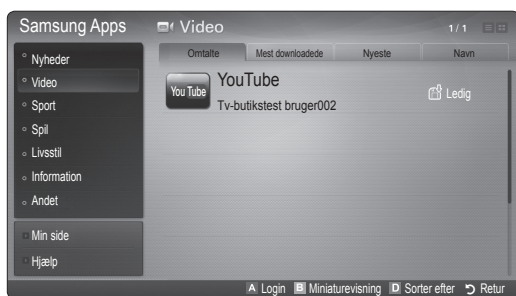 Samsung Apps
Video
1/1
Nyheder
Video
Sport
Spil
Livsstil
Information
Andet
Min side
Hjælp
Omtalte Mest downloadede Nyeste Navn
You Tube
YouTube
Tv-butikstest bruger002
Ledig
A Login B Miniaturevisning D Sorter efter Retur